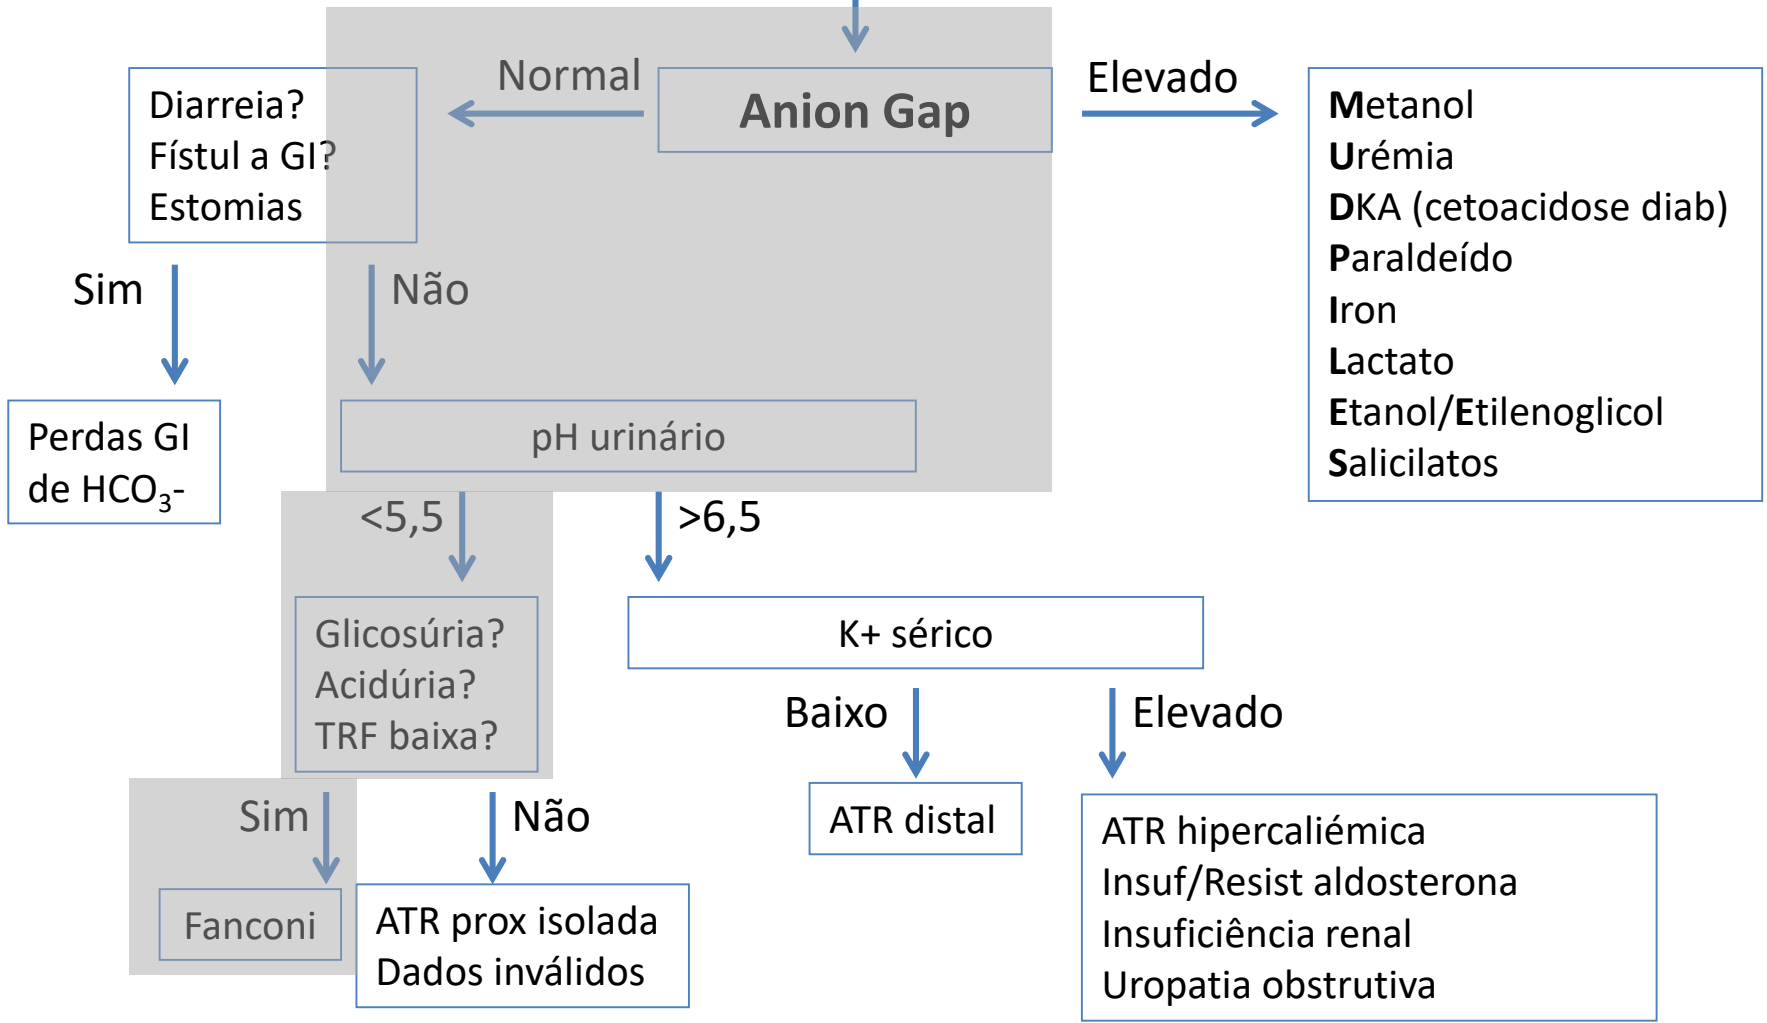 Normal
Anion Gap
Elevado
Diarreia?
Fístul a GI?
Estomias
Metanol
Urémia
DKA (cetoacidose diab)
Paraldeído
Iron
Lactato
Etanol/Etilenoglicol
Salicilatos
Sim
Não
Perdas GI
de HCO₃-
pH urinário
<5,5
>6,5
Glicosúria?
Acidúria?
TRF baixa?
K+ sérico
Baixo
Elevado
Sim
Não
ATR distal
ATR hipercaliémica
Insuf/Resist aldosterona
Insuficiência renal
Uropatia obstrutiva
Fanconi
ATR prox isolada
Dados inválidos